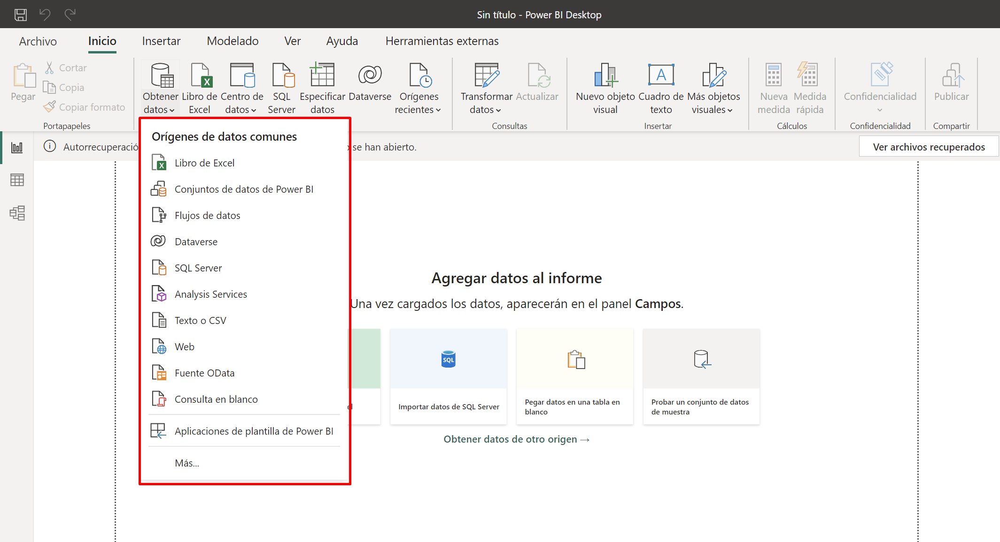 Sin título - Power BI Desktop
Archivo Inicio Insertar Modelado Ver Ayuda Herramientas externas
Pegar
Cortar
Copia
Copiar formato
Portapapeles
Obtener datos
Libro de Excel
Centro de datos
SQL Server
Especificar datos
Dataverse
Orígenes recientes
Transformar datos
Actualizar
Consultas
Nuevo objeto visual
Cuadro de texto
Más objetos visuales
Insertar
Nueva medida
Medida rápida
Cálculos
Confidencialidad
Confidencialidad
Publicar
Compartir
Autorrecuperació
se han abierto.
Ver archivos recuperados
Orígenes de datos comunes
Libro de Excel
Conjuntos de datos de Power BI
Flujos de datos
Dataverse
SQL Server
Analysis Services
Texto o CSV
Web
Fuente OData
Consulta en blanco
Aplicaciones de plantilla de Power BI
Más...
Agregar datos al informe
Una vez cargados los datos, aparecerán en el panel Campos.
SQL
Importar datos de SQL Server
Pegar datos en una tabla en
blanco
Probar un conjunto de datos
de muestra
Obtener datos de otro origen →